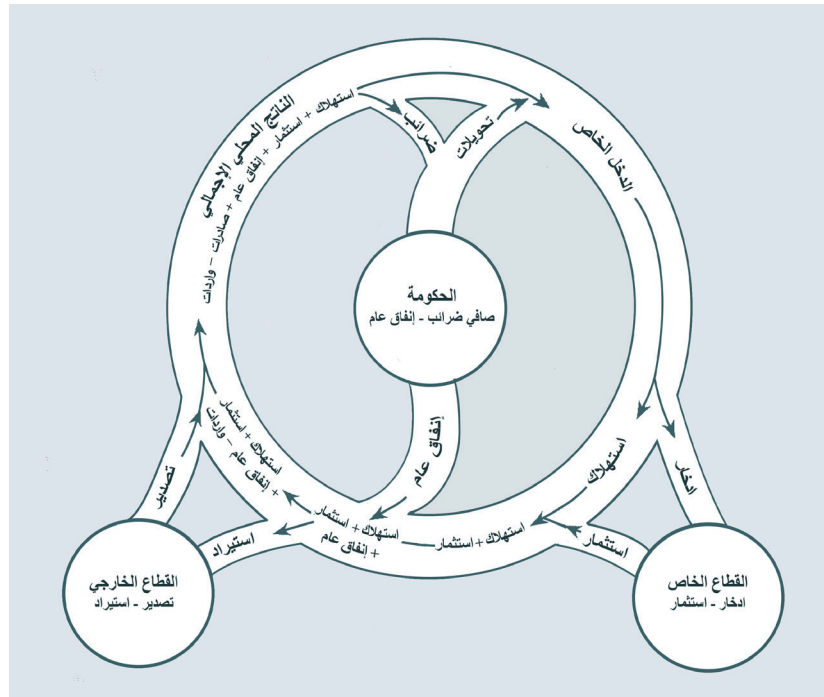 الناتج المحلي الإجمالي
استهلاك + استثمار + إنفاق عام + صادرات - واردات
ضرائب
تحويلات
الدخل الخاص
الحكومة
صافي ضرائب - إنفاق عام
إنفاق عام
استهلاك
ادخار
استثمار
القطاع الخاص
ادخار - استثمار
استهلاك+استثمار
استهلاك + استثمار
+ إنفاق عام
استيراد
القطاع الخارجي
تصدير - استيراد
تصدير
استهلاك + استثمار
+ إنفاق عام - واردات